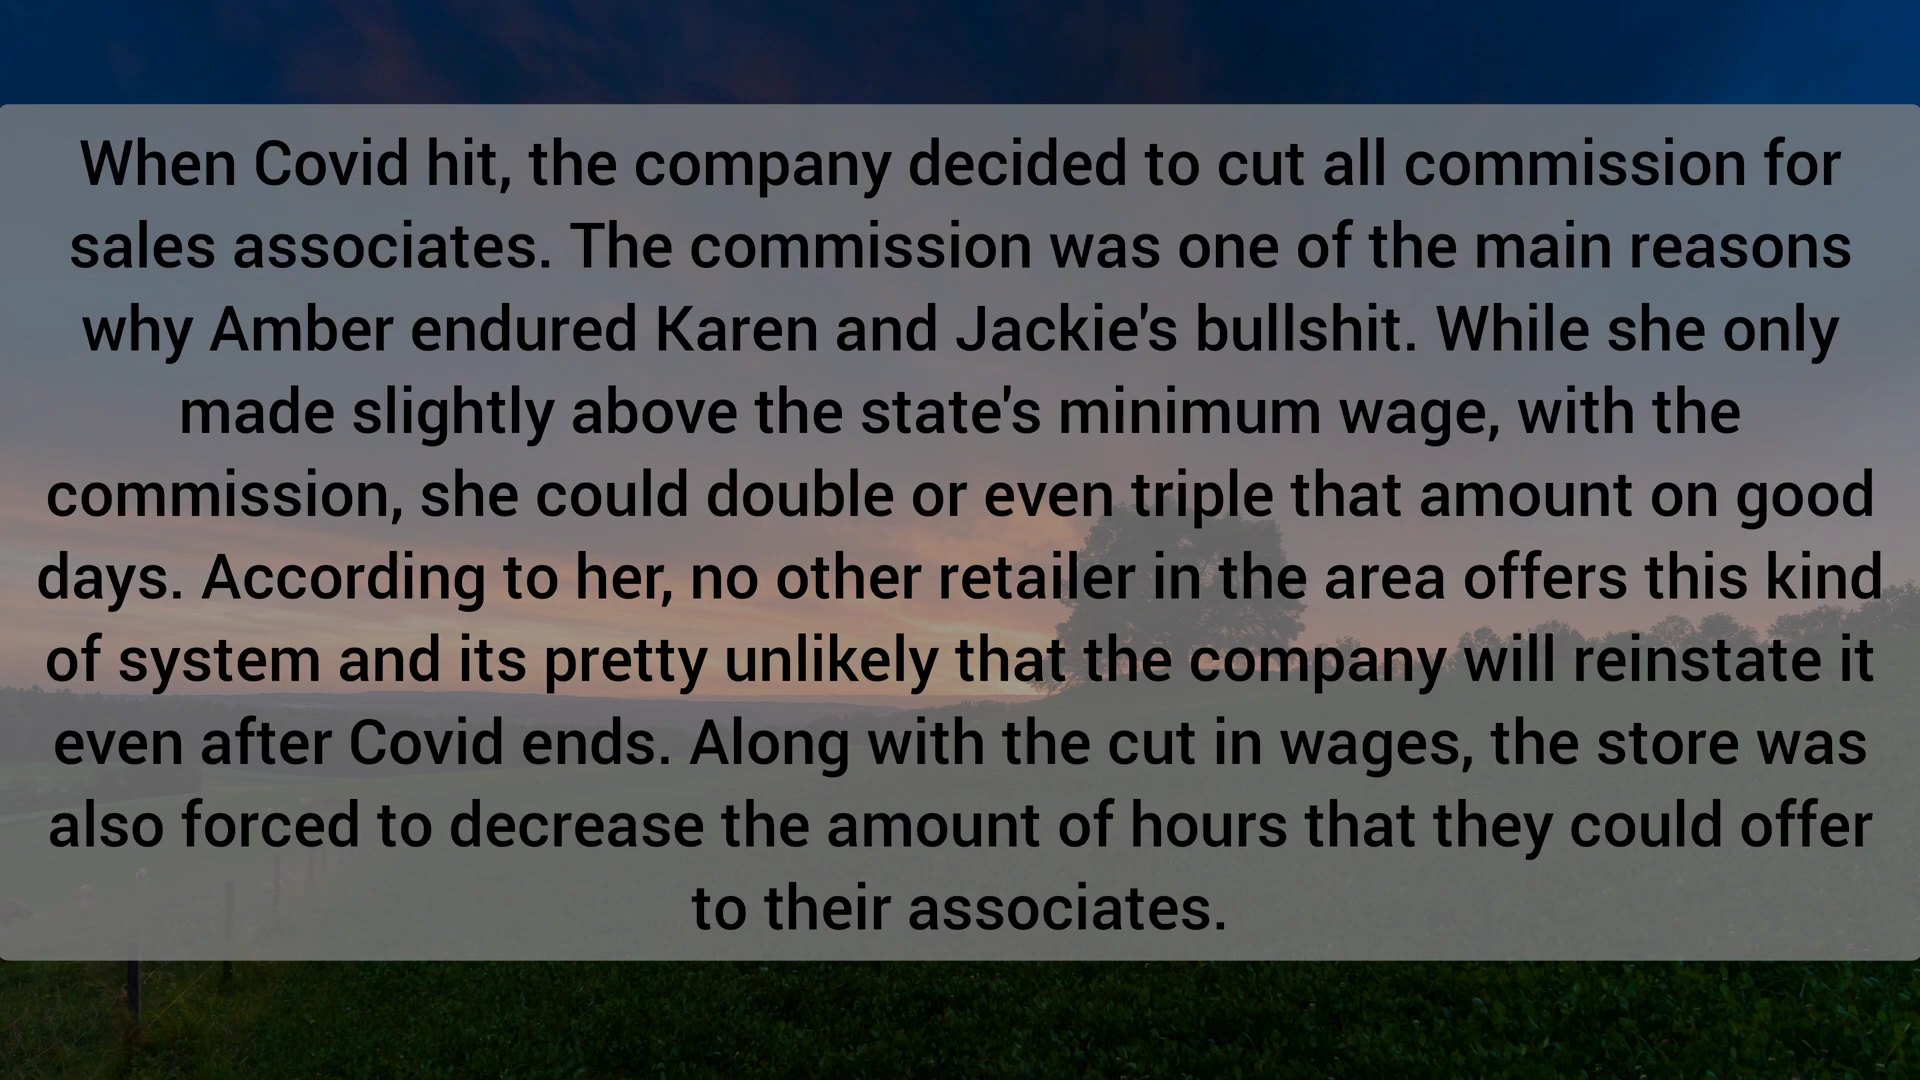 When Covid hit, the company decided to cut all commission for
sales associates. The commission was one of the main reasons
why Amber endured Karen and Jackie's bullshit. While she only
made slightly above the state's minimum wage, with the
commission, she could double or even triple that amount on good
days. According to her, no other retailer in the area offers this kind
of system and its pretty unlikely that the company will reinstate it
even after Covid ends. Along with the cut in wages, the store was
also forced to decrease the amount of hours that they could offer
to their associates.